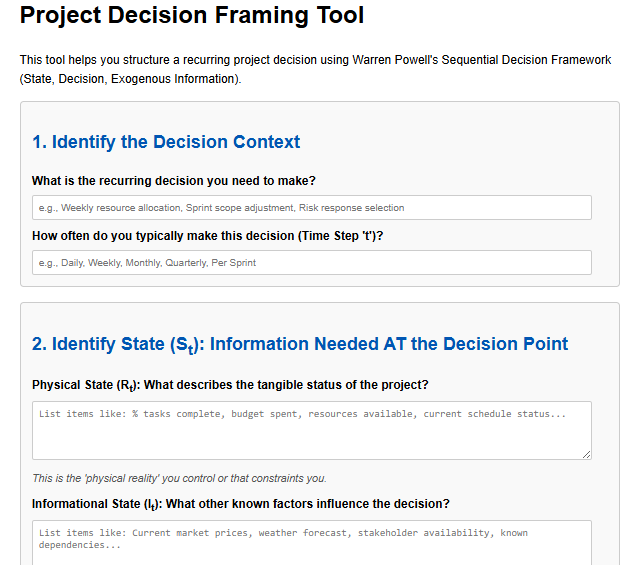 Project Decision Framing Tool
This tool helps you structure a recurring project decision using Warren Powell's Sequential Decision Framework
(State, Decision, Exogenous Information).
1. Identify the Decision Context
What is the recurring decision you need to make?
e.g., Weekly resource allocation, Sprint scope adjustment, Risk response selection
How often do you typically make this decision (Time Step 't')?
e.g., Daily, Weekly, Monthly, Quarterly, Per Sprint
2. Identify State (St): Information Needed AT the Decision Point
Physical State (Rt): What describes the tangible status of the project?
List items like: % tasks complete, budget spent, resources available, current schedule status...
This is the 'physical reality' you control or that constraints you.
Informational State (It): What other known factors influence the decision?
List items like: Current market prices, weather forecast, stakeholder availability, known
dependencies...